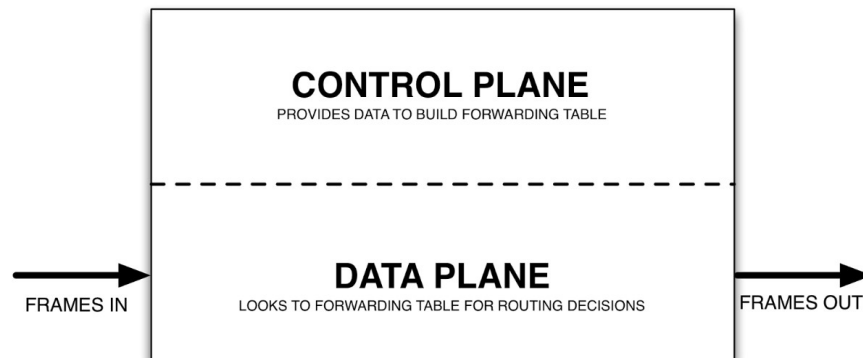 CONTROL PLANE
PROVIDES DATA TO BUILD FORWARDING TABLE
DATA PLANE
LOOKS TO FORWARDING TABLE FOR ROUTING DECISIONS
FRAMES IN
FRAMES OUT